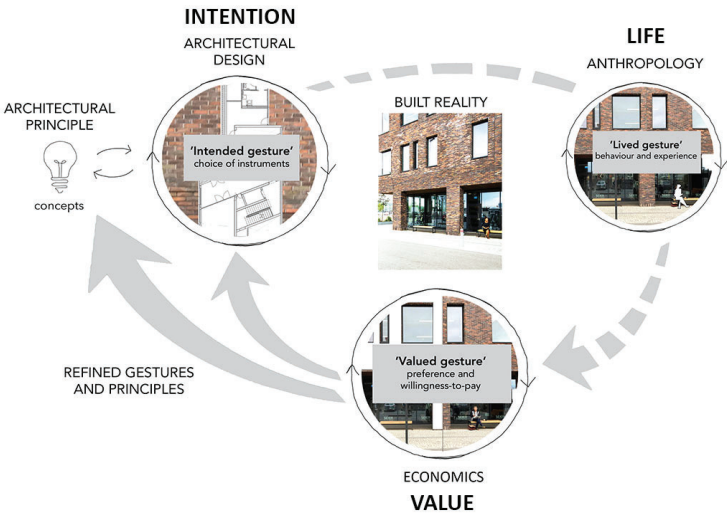 INTENTION
ARCHITECTURAL
DESIGN
LIFE
ANTHROPOLOGY
ARCHITECTURAL
PRINCIPLE
concepts
'Intended gesture'
choice of instruments
BUILT REALITY
'Lived gesture'
behaviour and experience
REFINED GESTURES
AND PRINCIPLES
'Valued gesture'
preference and
willingness-to-pay
ECONOMICS
VALUE